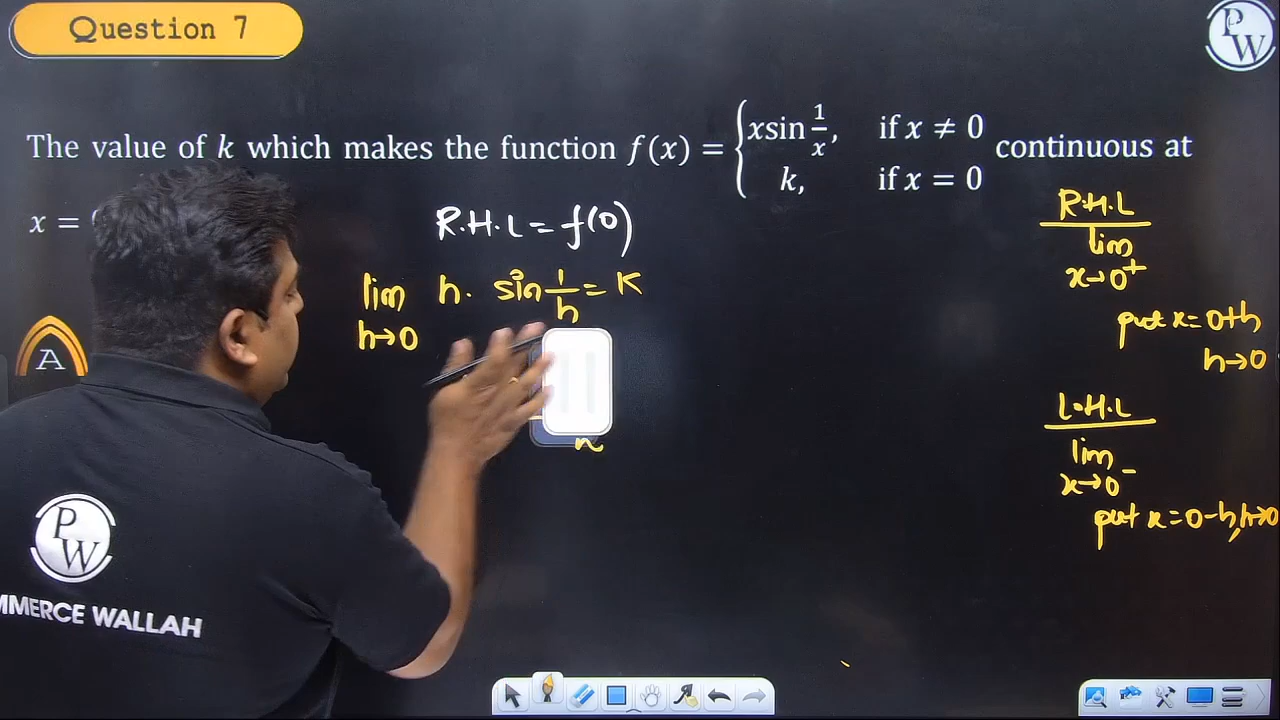 Question 7
PW
The value of k which makes the function f(x) = { x sin 1/x, if x ≠ 0
k, if x = 0 continuous at
x =
R.H.L = f(0)
lim h→0 h. sin 1/h = K
R.H.L
lim
x→0⁺
put x = 0+h
h→0
L.H.L
lim
x→0⁻
put x = 0-h, h→0
A
PW
MMERCE WALLAH